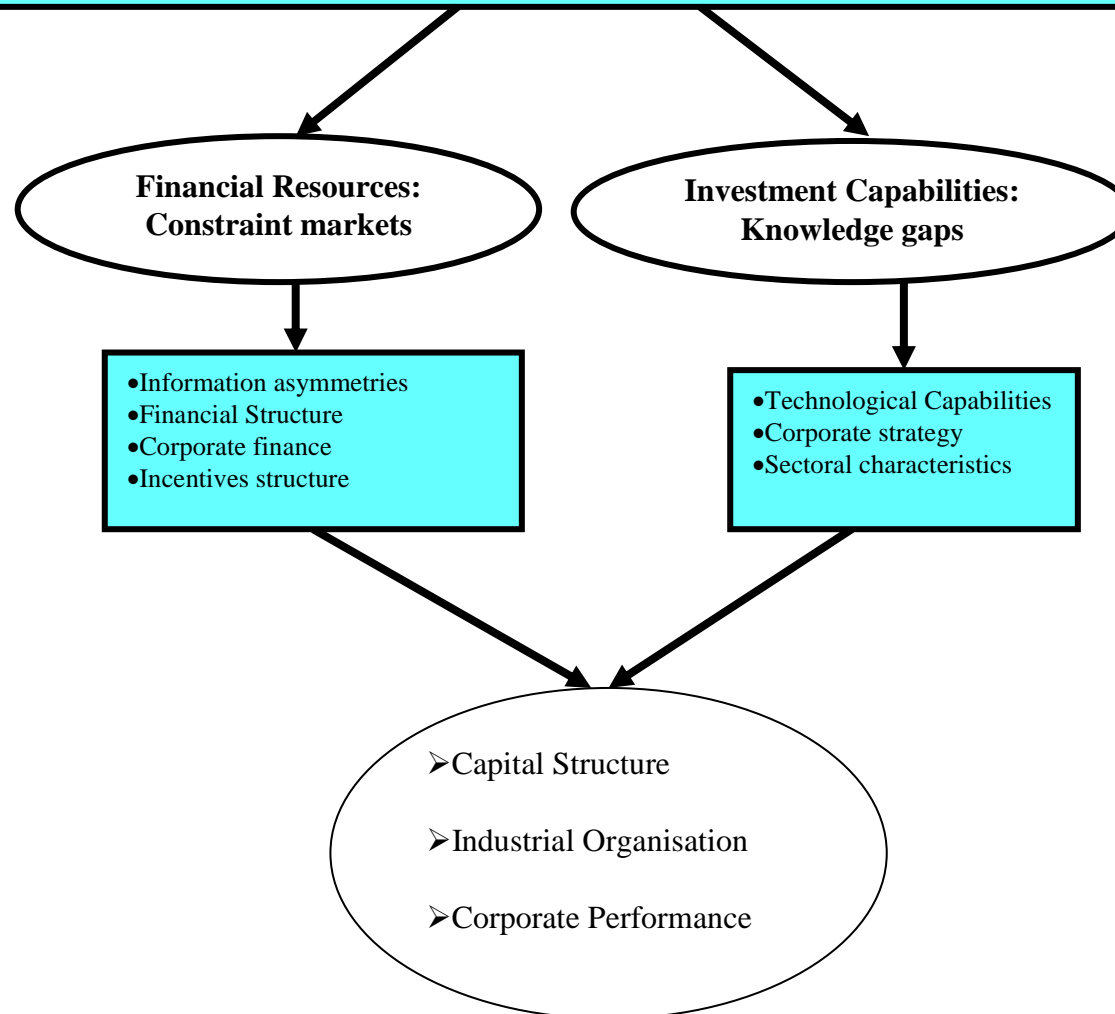 Financial Resources:
Constraint markets
Investment Capabilities:
Knowledge gaps
•Information asymmetries
•Financial Structure
•Corporate finance
•Incentives structure
•Technological Capabilities
•Corporate strategy
•Sectoral characteristics
➢Capital Structure
➢Industrial Organisation
➢Corporate Performance